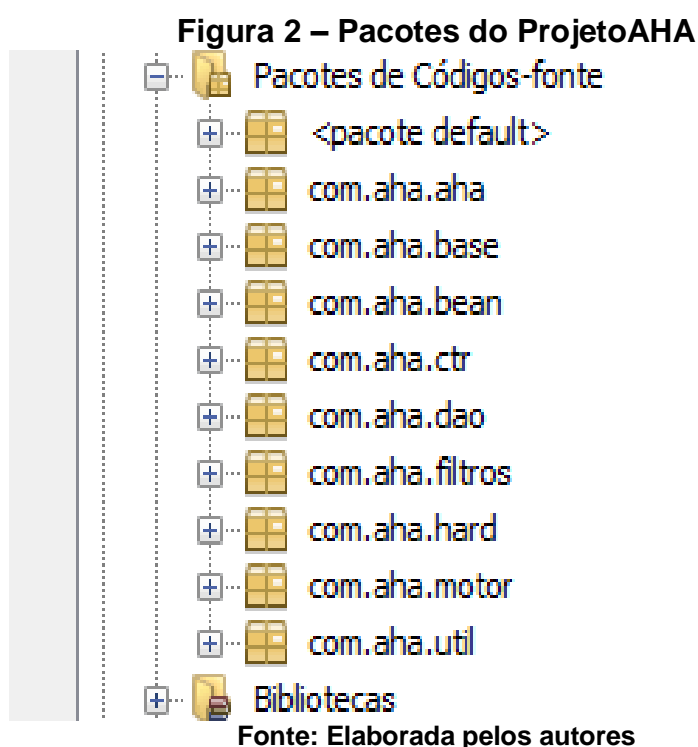 Figura 2 – Pacotes do ProjetoAHA
Pacotes de Códigos-fonte
<pacote default>
com.aha.aha
com.aha.base
com.aha.bean
com.aha.ctr
com.aha.dao
com.aha.filtros
com.aha.hard
com.aha.motor
com.aha.util
Bibliotecas
Fonte: Elaborada pelos autores